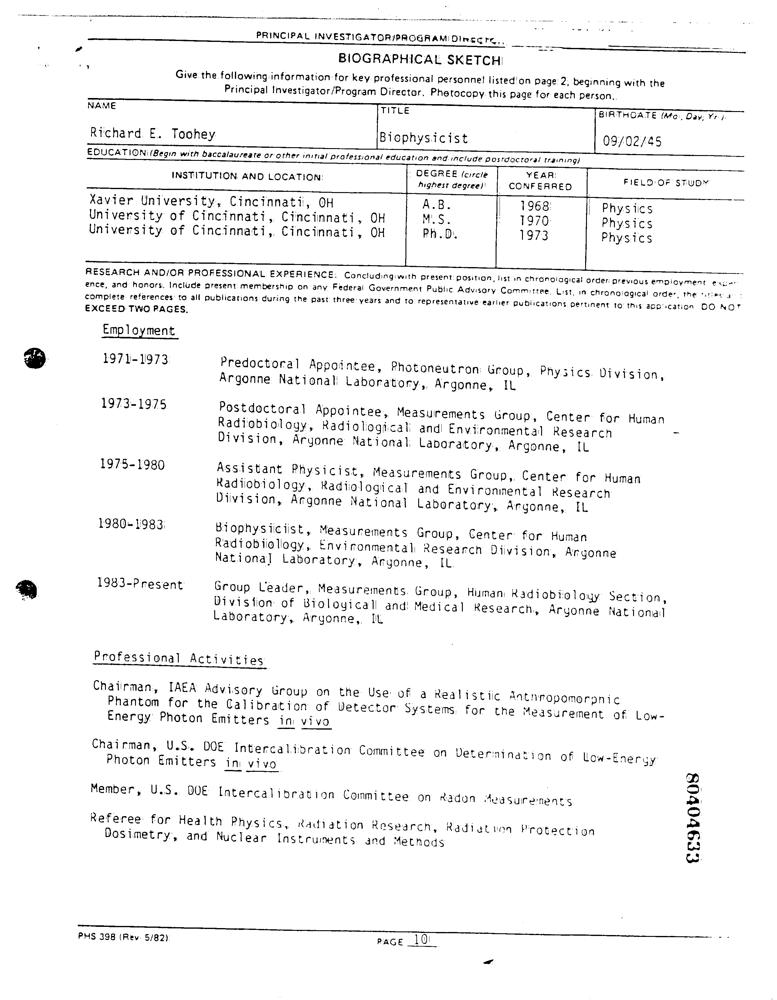 PRINCIPAL INVESTIGATOR/PROGRAM DIRECTOR
BIOGRAPHICAL SKETCH
Give the following information for key professional personnel listed on page 2, beginning with the
Principal Investigator/Program Director. Photocopy this page for each person.
NAME TITLE BIRTHDATE (Mo., Day, Yr.)
Richard E. Toohey Biophysicist 09/02/45
EDUCATION (Begin with baccalaureate or other initial professional education and include postdoctoral training)
INSTITUTION AND LOCATION DEGREE (circle highest degree) YEAR CONFERRED FIELD OF STUDY
Xavier University, Cincinnati, OH A.B. 1968 Physics
University of Cincinnati, Cincinnati, OH M.S. 1970 Physics
University of Cincinnati, Cincinnati, OH Ph.D. 1973 Physics
RESEARCH AND/OR PROFESSIONAL EXPERIENCE: Concluding with present position, list in chronological order previous employment, experi-
ence, and honors. Include present membership on any Federal Government Public Advisory Committee. List, in chronological order, the titles and
complete references to all publications during the past three years and to representative earlier publications pertinent to this application. DO NOT
EXCEED TWO PAGES.
Employment
1971-1973 Predoctoral Appointee, Photoneutron Group, Physics Division,
Argonne National Laboratory, Argonne, IL
1973-1975 Postdoctoral Appointee, Measurements Group, Center for Human
Radiobiology, Radiological and Environmental Research
Division, Argonne National Laboratory, Argonne, IL
1975-1980 Assistant Physicist, Measurements Group, Center for Human
Radiobiology, Radiological and Environmental Research
Division, Argonne National Laboratory, Argonne, IL
1980-1983 Biophysicist, Measurements Group, Center for Human
Radiobiology, Environmental Research Division, Argonne
National Laboratory, Argonne, IL
1983-Present Group Leader, Measurements Group, Human Radiobiology Section,
Division of Biological and Medical Research, Argonne National
Laboratory, Argonne, IL
Professional Activities
Chairman, IAEA Advisory Group on the Use of a Realistic Anthropomorpnic
Phantom for the Calibration of Detector Systems for the Measurement of Low-
Energy Photon Emitters in vivo
Chairman, U.S. DOE Intercalibration Committee on Determination of Low-Energy
Photon Emitters in vivo
Member, U.S. DOE Intercalibration Committee on Radon Measurements
Referee for Health Physics, Radiation Research, Radiation Protection
Dosimetry, and Nuclear Instruments and Methods
80404633
PHS 398 (Rev. 5/82) PAGE 10